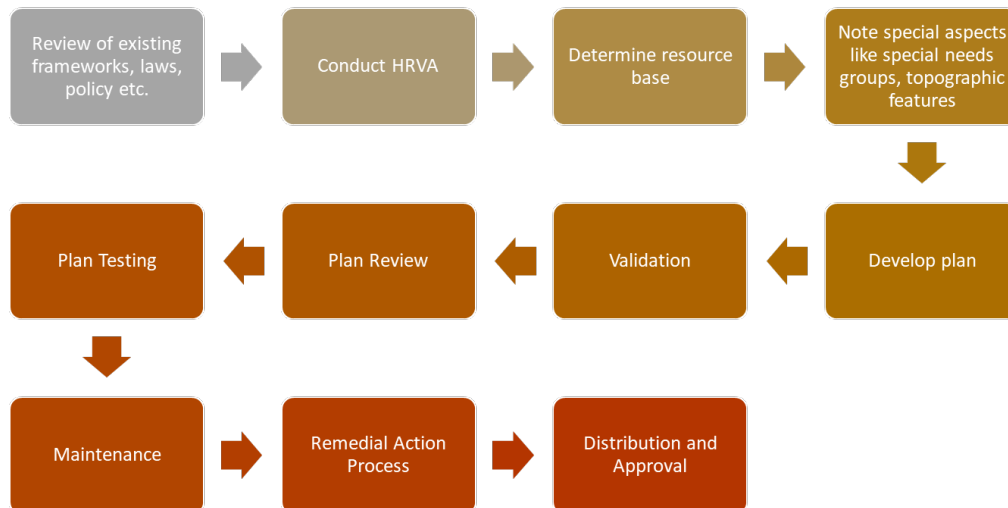 Review of existing
frameworks, laws,
policy etc.
Conduct HRVA
Determine resource
base
Note special aspects
like special needs
groups, topographic
features
Develop plan
Validation
Plan Review
Plan Testing
Maintenance
Remedial Action
Process
Distribution and
Approval